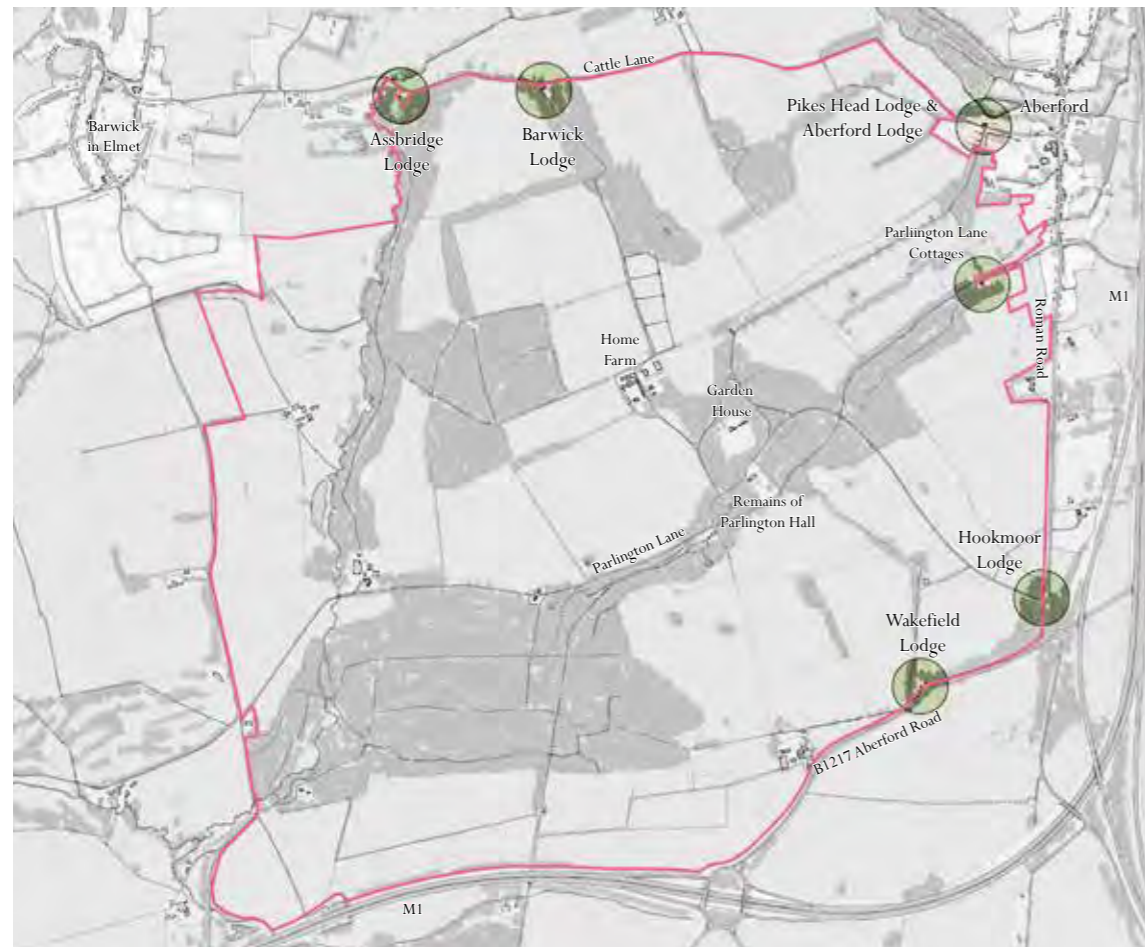 Cattle Lane
Pikes Head Lodge &
Aberford Lodge
Aberford
Barwick
in Elmet
Assbridge
Lodge
Barwick
Lodge
Parliington Lane
Cottages
M1
Roman Road
Home
Farm
Garden
House
Remains of
Parlington Hall
Parlington Lane
Hookmoor
Lodge
Wakefield
Lodge
B1217 Aberford Road
M1